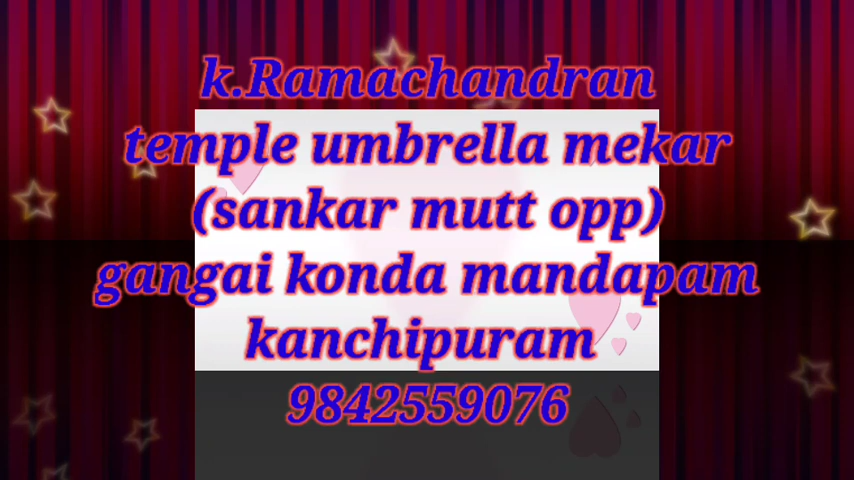 k.Ramachandran
temple umbrella mekar
(sankar mutt opp)
gangai konda mandapam
kanchipuram
9842559076